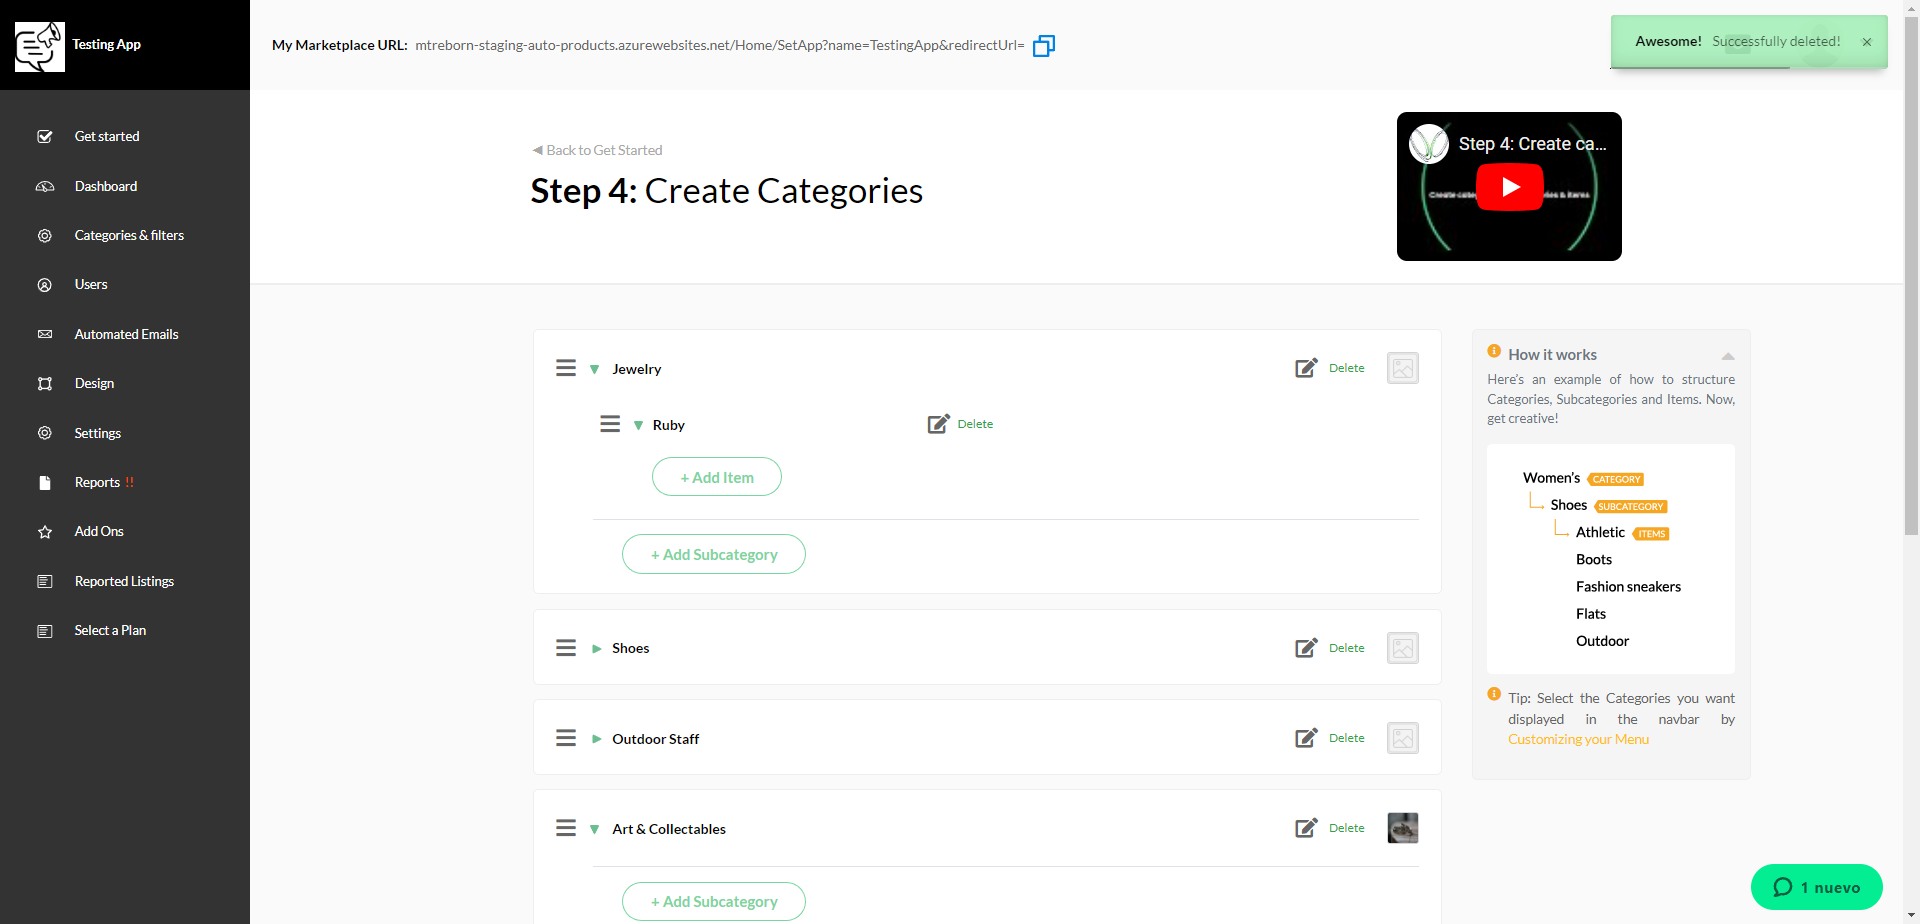 Testing App
My Marketplace URL: mtreborn-staging-auto-products.azurewebsites.net/Home/SetApp?name=TestingApp&redirectUrl=
Awesome! Successfully deleted! ×
Get started
Dashboard
Categories & filters
Users
Automated Emails
Design
Settings
Reports !!
Add Ons
Reported Listings
Select a Plan
Back to Get Started
Step 4: Create Categories
Step 4: Create ca...
Jewelry
Delete
Ruby
Delete
+ Add Item
+ Add Subcategory
Shoes
Delete
Outdoor Staff
Delete
Art & Collectables
Delete
+ Add Subcategory
How it works
Here's an example of how to structure
Categories, Subcategories and Items. Now,
get creative!
Women's CATEGORY
Shoes SUBCATEGORY
Athletic ITEMS
Boots
Fashion sneakers
Flats
Outdoor
Tip: Select the Categories you want
displayed in the navbar by
Customizing your Menu
1 nuevo